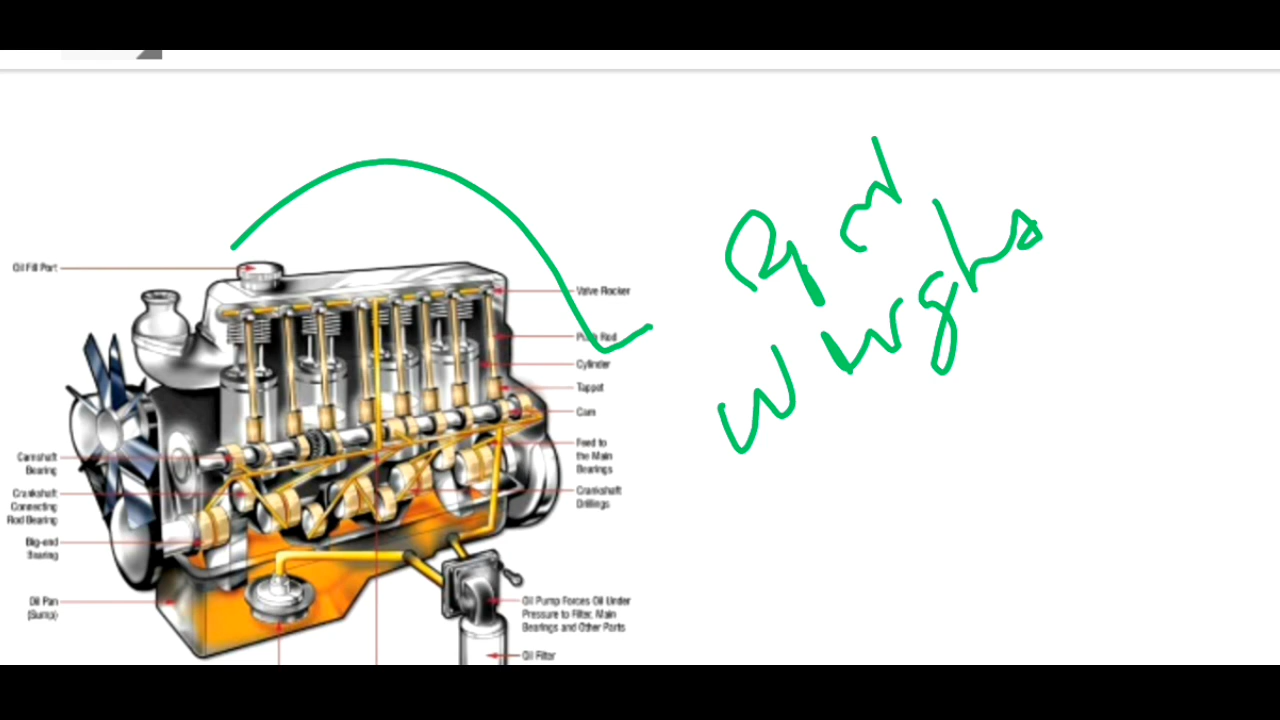 Oil Fill Port
Valve Rocker
Push Rod
Cylinder
Tappet
Cam
Camshaft
Bearing
Feed to
the Main
Bearings
Crankshaft
Connecting
Rod Bearing
Crankshaft
Drillings
Big-end
Bearing
Oil Pan
(Sump)
Oil Pump Forces Oil Under
Pressure to Filter, Main
Bearings and Other Parts
Oil Filter